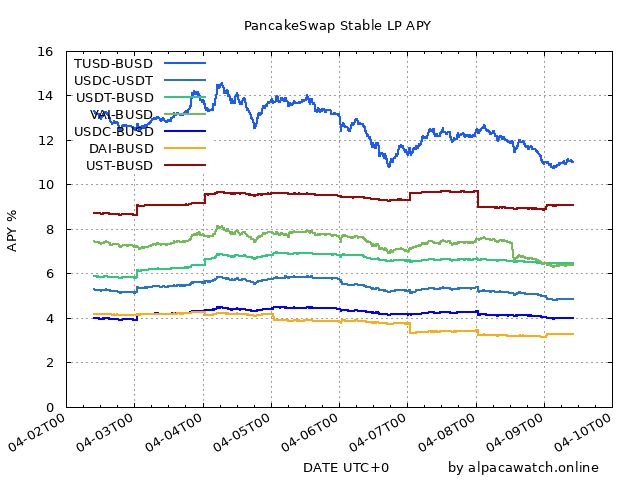 PancakeSwap Stable LP APY
16
14
12
10
8
6
4
2
0
APY %
TUSD-BUSD
USDC-USDT
USDT-BUSD
VAI-BUSD
USDC-BUSD
DAI-BUSD
UST-BUSD
04-02T00
04-03T00
04-04T00
04-05T00
04-06T00
04-07T00
04-08T00
04-09T00
04-10T00
DATE UTC+0
by alpacawatch.online